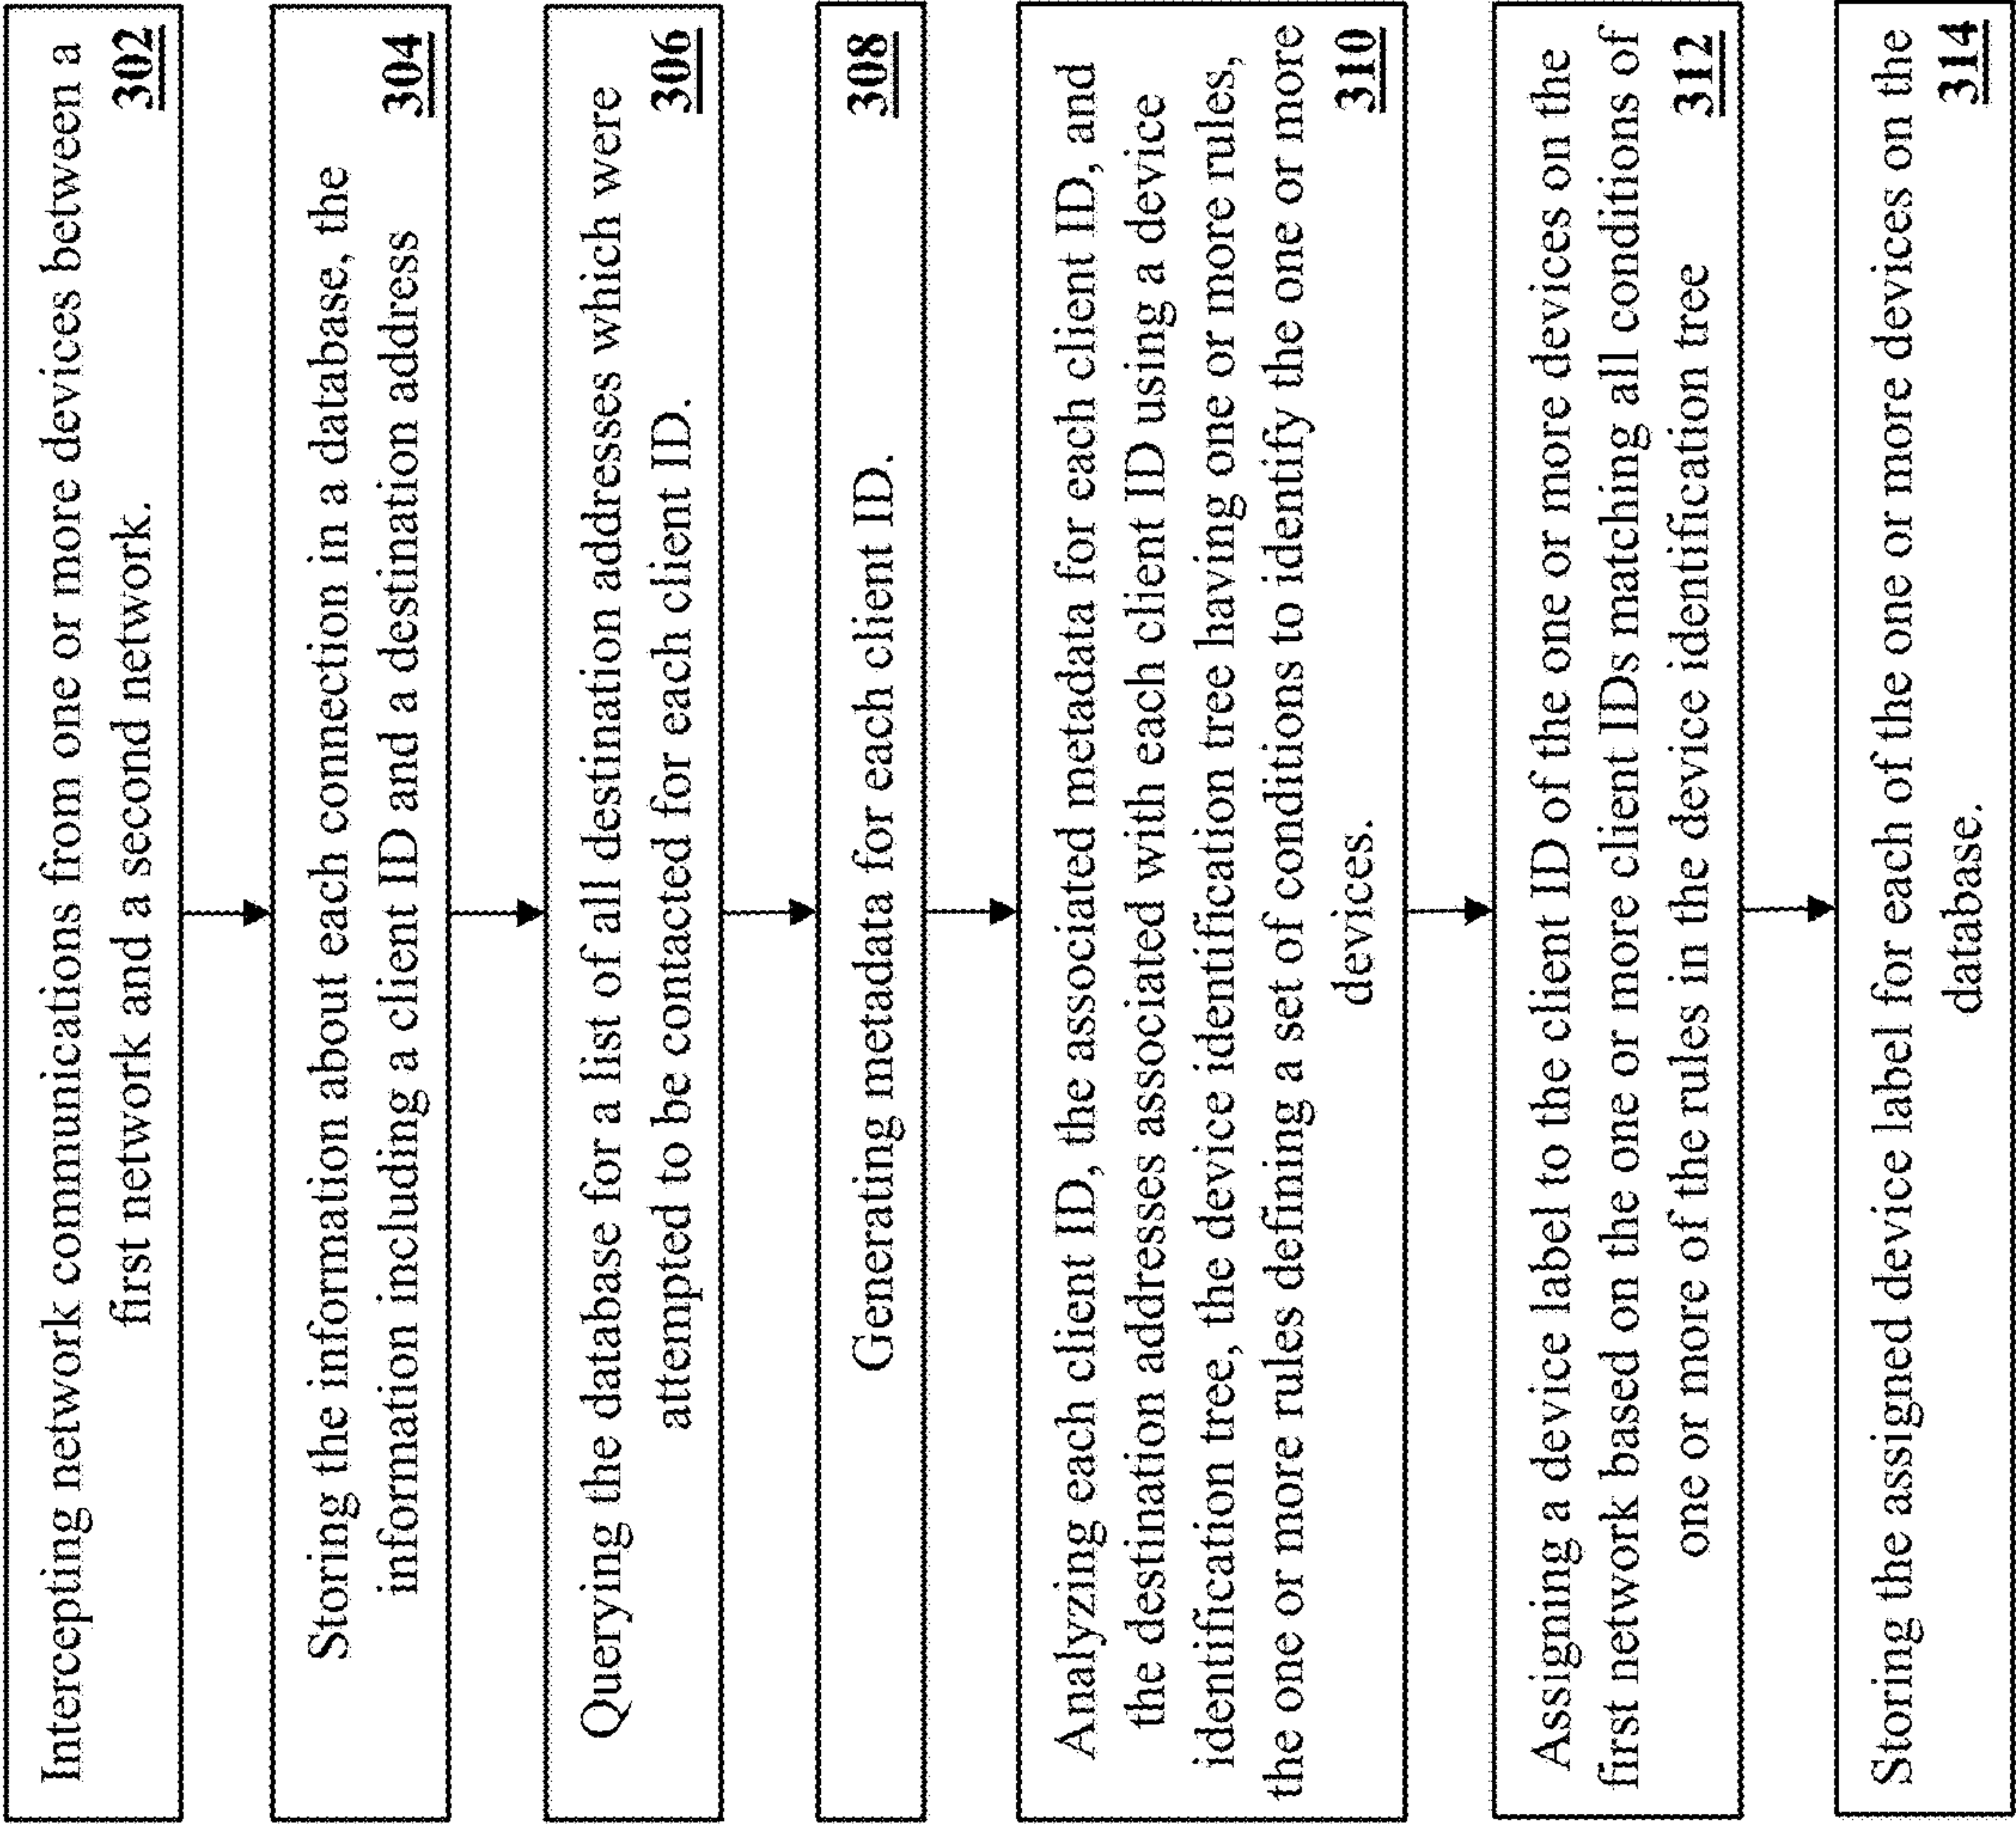 Intercepting network communications from one or more devices between a
first network and a second network.
302
Storing the information about each connection in a database, the
information including a client ID and a destination address
304
Querying the database for a list of all destination addresses which were
attempted to be contacted for each client ID.
306
Generating metadata for each client ID.
308
Analyzing each client ID, the associated metadata for each client ID, and
the destination addresses associated with each client ID using a device
identification tree, the device identification tree having one or more rules,
the one or more rules defining a set of conditions to identify the one or more
devices.
310
Assigning a device label to the client ID of the one or more devices on the
first network based on the one or more client IDs matching all conditions of
one or more of the rules in the device identification tree
312
Storing the assigned device label for each of the one or more devices on the
database.
314